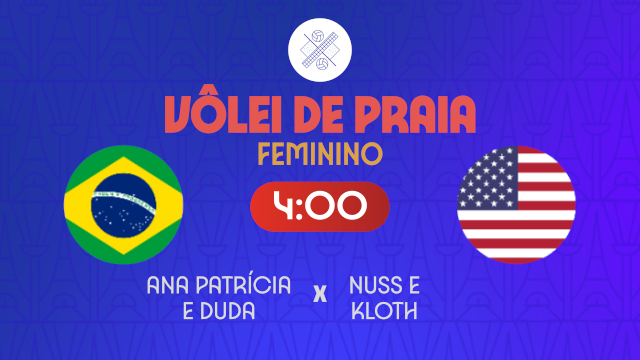 VÔLEI DE PRAIA
FEMININO
4:00
ANA PATRÍCIA
E DUDA
X
NUSS E
KLOTH